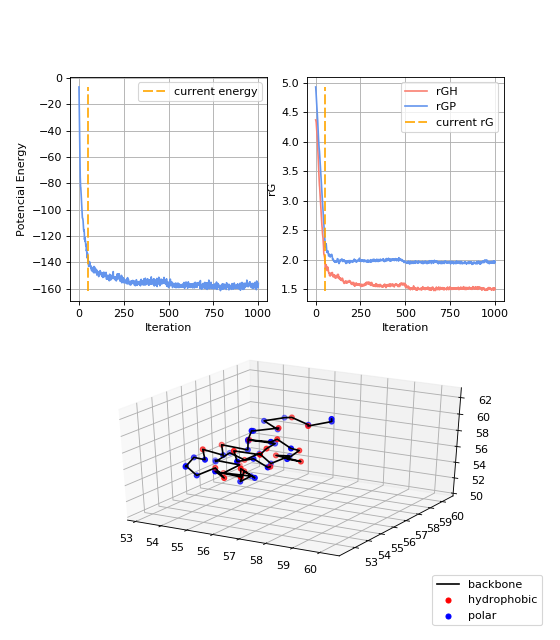 0
−20
−40
−60
−80
−100
−120
−140
−160
Potencial Energy
current energy
0 250 500 750 1000
Iteration
5.0
4.5
4.0
3.5
3.0
2.5
2.0
1.5
rG
rGH
rGP
current rG
0 250 500 750 1000
Iteration
62
60
58
56
54
52
50
53 54 55 56 57 58 59 60
53 54 55 56 57 58 59 60
backbone
hydrophobic
polar